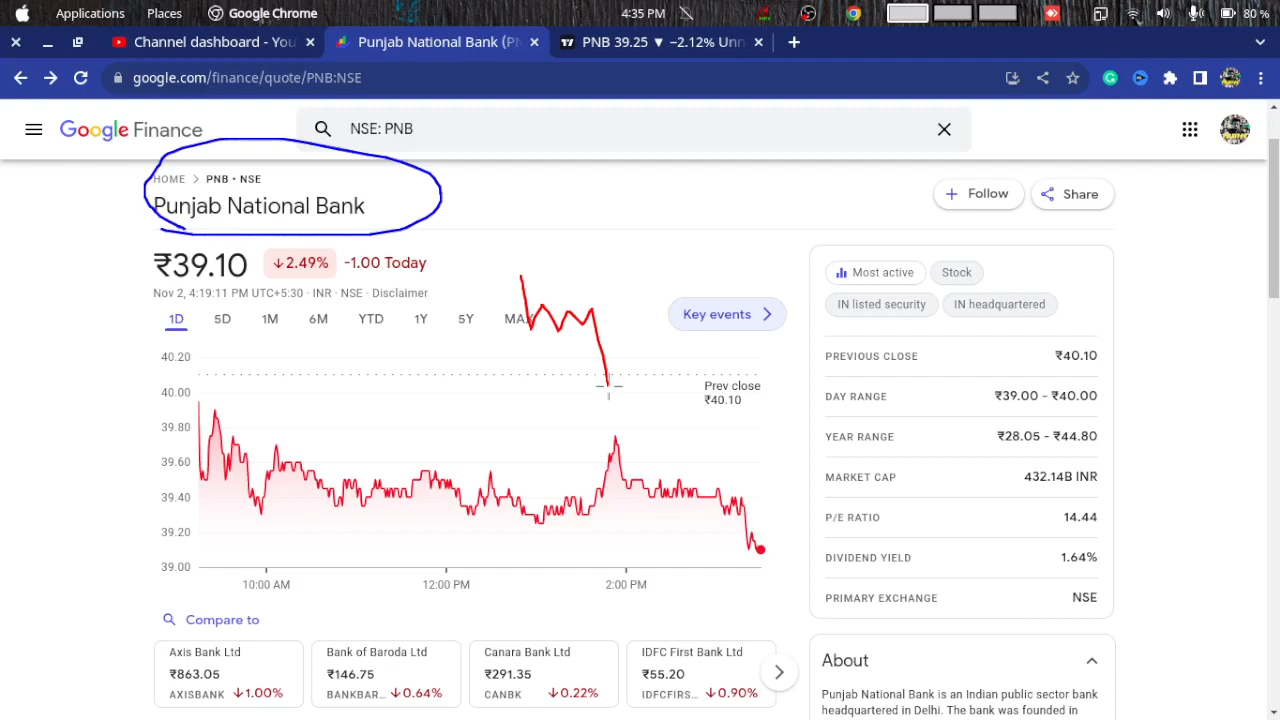 Applications Places Google Chrome 4:35 PM 80 %
Channel dashboard - You Punjab National Bank (PN PNB 39.25 ▼ −2.12% Unn
google.com/finance/quote/PNB:NSE
Google Finance NSE: PNB
HOME > PNB • NSE
Punjab National Bank
+ Follow Share
₹39.10 ↓2.49% -1.00 Today
Nov 2, 4:19:11 PM UTC+5:30 · INR · NSE · Disclaimer
1D 5D 1M 6M YTD 1Y 5Y MAX
Key events
40.20
40.00
39.80
39.60
39.40
39.20
39.00
Prev close
₹40.10
10:00 AM 12:00 PM 2:00 PM
Compare to
Axis Bank Ltd
₹863.05
AXISBANK ↓1.00%
Bank of Baroda Ltd
₹146.75
BANKBAR... ↓0.64%
Canara Bank Ltd
₹291.35
CANBK ↓0.22%
IDFC First Bank Ltd
₹55.20
IDFCFIRS... ↓0.90%
Most active Stock
IN listed security IN headquartered
PREVIOUS CLOSE ₹40.10
DAY RANGE ₹39.00 - ₹40.00
YEAR RANGE ₹28.05 - ₹44.80
MARKET CAP 432.14B INR
P/E RATIO 14.44
DIVIDEND YIELD 1.64%
PRIMARY EXCHANGE NSE
About
Punjab National Bank is an Indian public sector bank
headquartered in Delhi. The bank was founded in